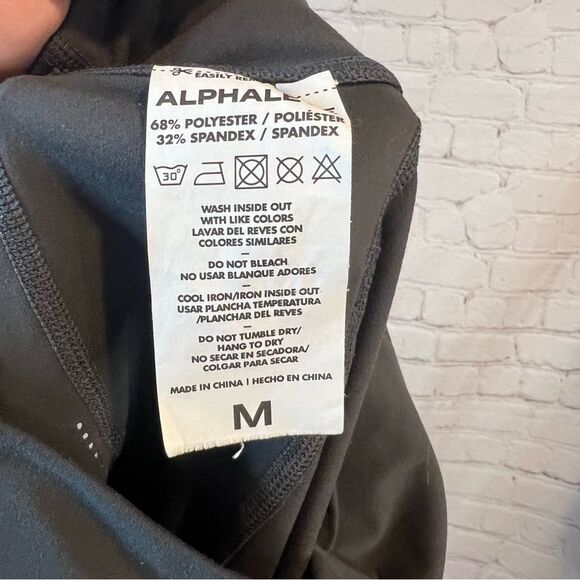 EASILY
ALPHAL
68% POLYESTER / POLIÉSTER
32% SPANDEX / SPANDEX
30°
WASH INSIDE OUT
WITH LIKE COLORS
LAVAR DEL REVES CON
COLORES SIMILARES
—
DO NOT BLEACH
NO USAR BLANQUE ADORES
—
COOL IRON/IRON INSIDE OUT
USAR PLANCHA TEMPERATURA
/PLANCHAR DEL REVES
—
DO NOT TUMBLE DRY/
HANG TO DRY
NO SECAR EN SECADORA/
COLGAR PARA SECAR
—
MADE IN CHINA | HECHO EN CHINA
M